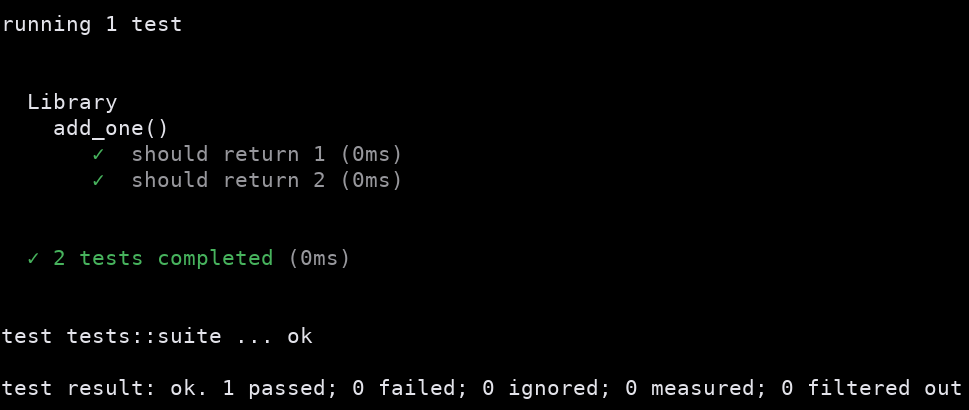 running 1 test
Library
add_one()
✓ should return 1 (0ms)
✓ should return 2 (0ms)
✓ 2 tests completed (0ms)
test tests::suite ... ok
test result: ok. 1 passed; 0 failed; 0 ignored; 0 measured; 0 filtered out